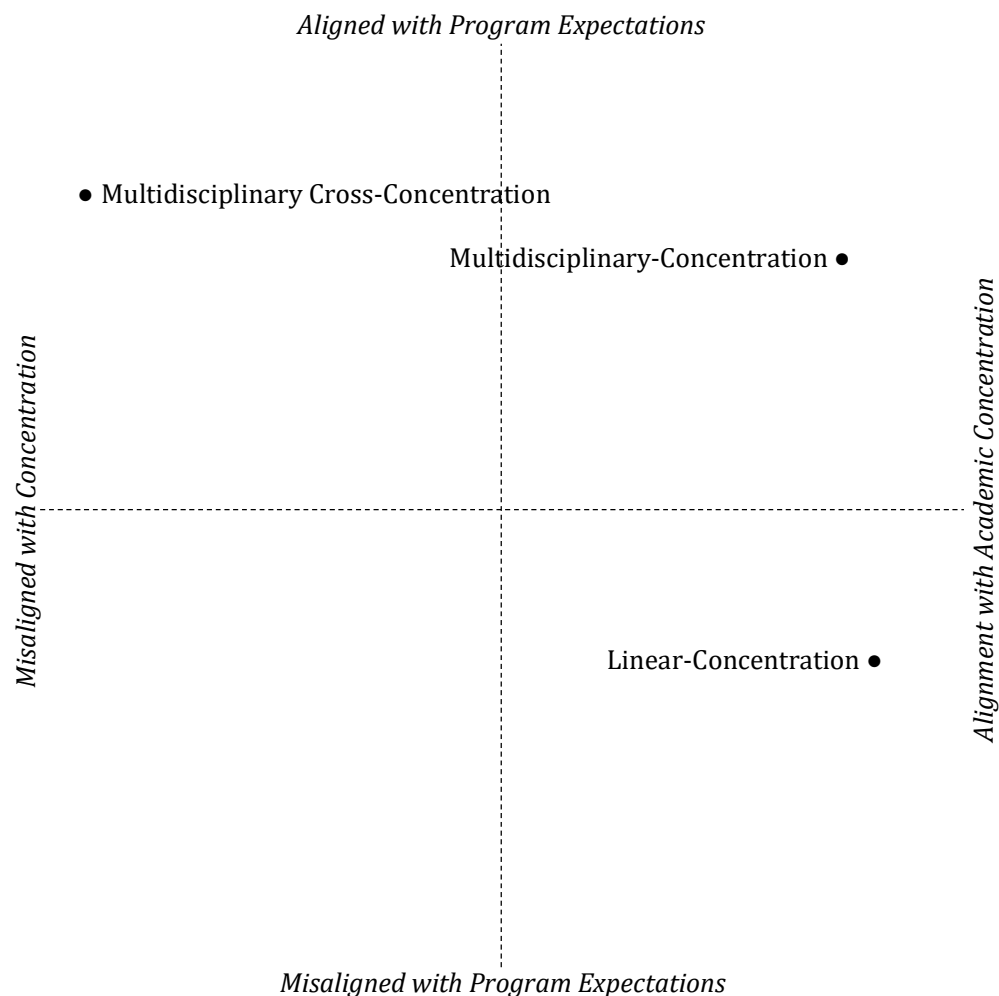 Aligned with Program Expectations
Multidisciplinary Cross-Concentration
Multidisciplinary-Concentration
Misaligned with Concentration
Alignment with Academic Concentration
Linear-Concentration
Misaligned with Program Expectations